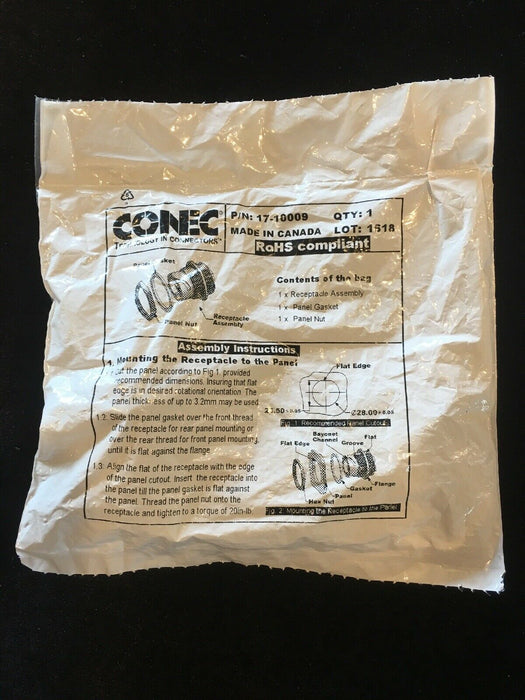 CONEC
TECHNOLOGY IN CONNECTORS™
P/N: 17-10009 QTY: 1
MADE IN CANADA LOT: 1518
RoHS compliant
Panel Gasket
Panel Nut
Receptacle
Assembly
Contents of the bag
1 x Receptacle Assembly
1 x Panel Gasket
1 x Panel Nut
Assembly Instructions
1. Mounting the Receptacle to the Panel
Cut the panel according to Fig 1. provided
recommended dimensions. Insuring that flat
edge is in desired rotational orientation. The
panel thickness of up to 3.2mm may be used
1.2. Slide the panel gasket over the front thread
of the receptacle for rear panel mounting or
over the rear thread for front panel mounting
until it is flat against the flange.
1.3. Align the flat of the receptacle with the edge
of the panel cutout. Insert the receptacle into
the panel till the panel gasket is flat against
the panel. Thread the panel nut onto the
receptacle and tighten to a torque of 20in-lb.
Flat Edge
±0.05
28.00±0.05
Fig. 1: Recommended Panel Cutout
Bayonet
Channel
Flat Edge
Groove
Flat
Flange
Gasket
Panel
Hex Nut
Fig. 2: Mounting the Receptacle to the Panel